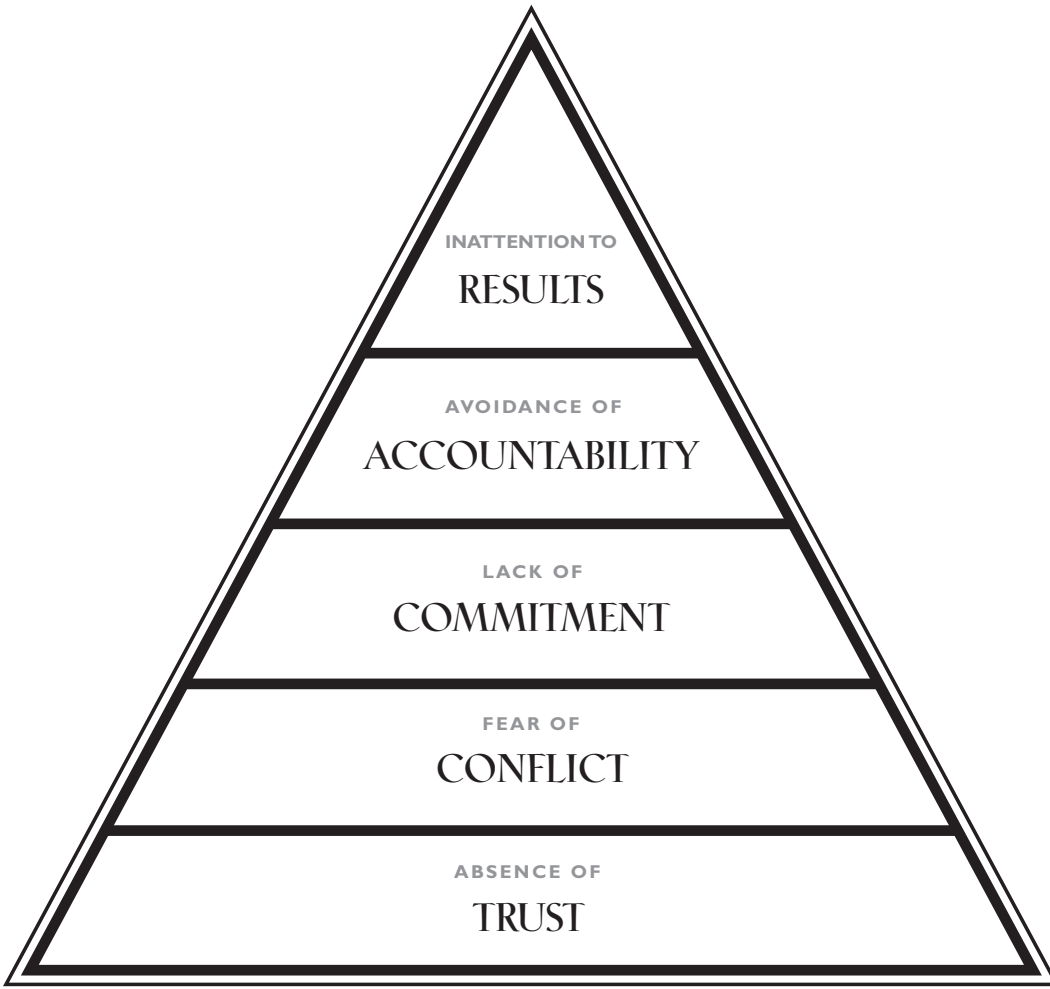 INATTENTION TO
RESULTS
AVOIDANCE OF
ACCOUNTABILITY
LACK OF
COMMITMENT
FEAR OF
CONFLICT
ABSENCE OF
TRUST